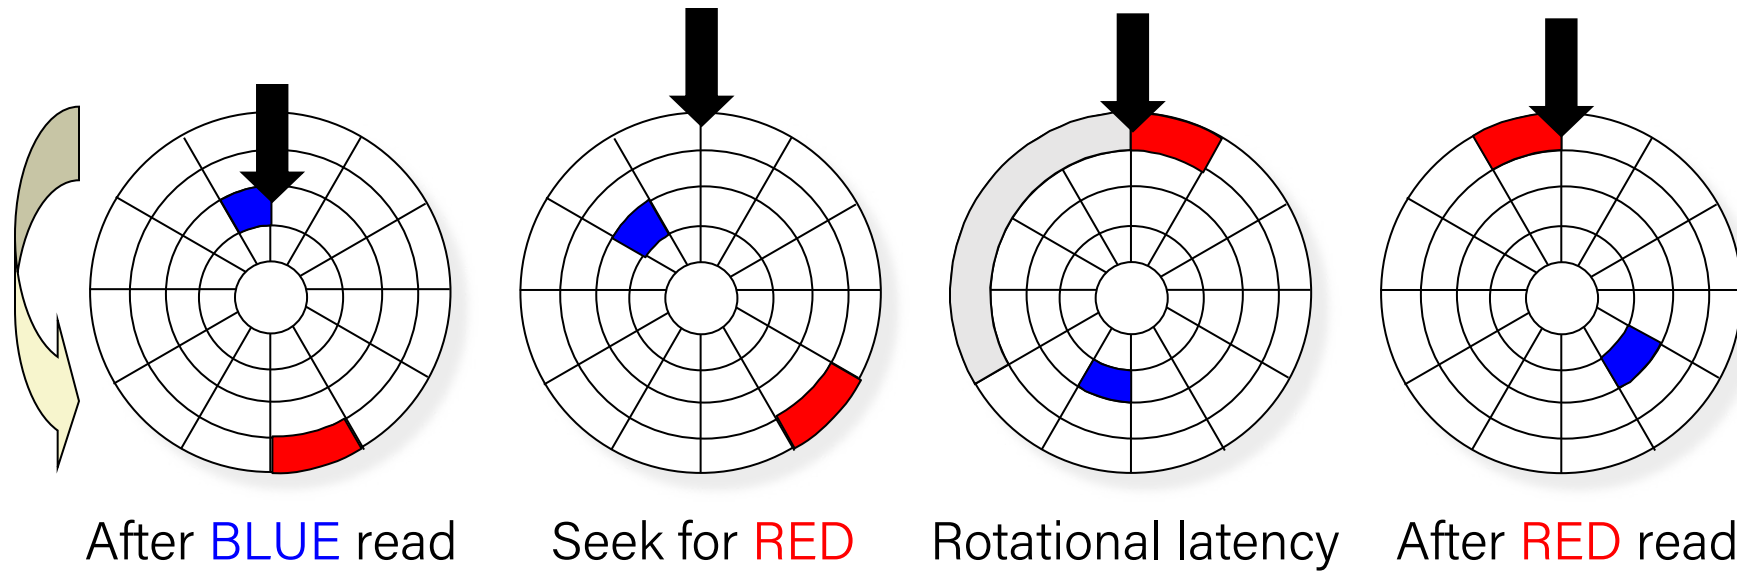 After BLUE read
Seek for RED
Rotational latency
After RED read